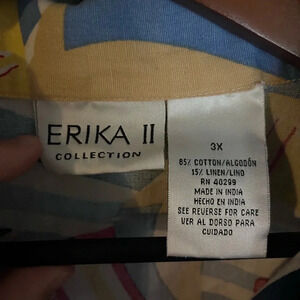 ERIKA II
COLLECTION
3X
85% COTTON/ALGODÓN
15% LINEN/LINO
RN 40299
MADE IN INDIA
HECHO EN INDIA
SEE REVERSE FOR CARE
VER AL DORSO PARA
CUIDADO